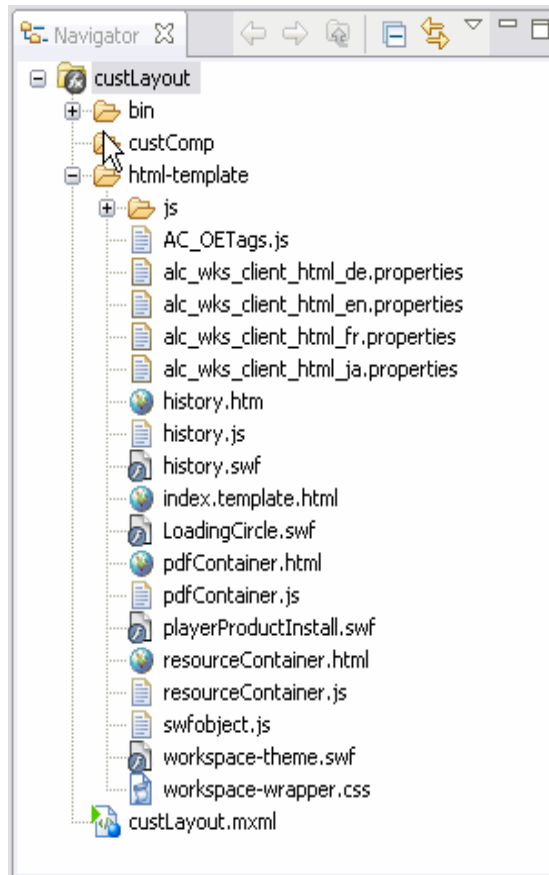 Navigator
custLayout
bin
custComp
html-template
js
AC_OETags.js
alc_wks_client_html_de.properties
alc_wks_client_html_en.properties
alc_wks_client_html_fr.properties
alc_wks_client_html_ja.properties
history.htm
history.js
history.swf
index.template.html
LoadingCircle.swf
pdfContainer.html
pdfContainer.js
playerProductInstall.swf
resourceContainer.html
resourceContainer.js
swfobject.js
workspace-theme.swf
workspace-wrapper.css
custLayout.mxml